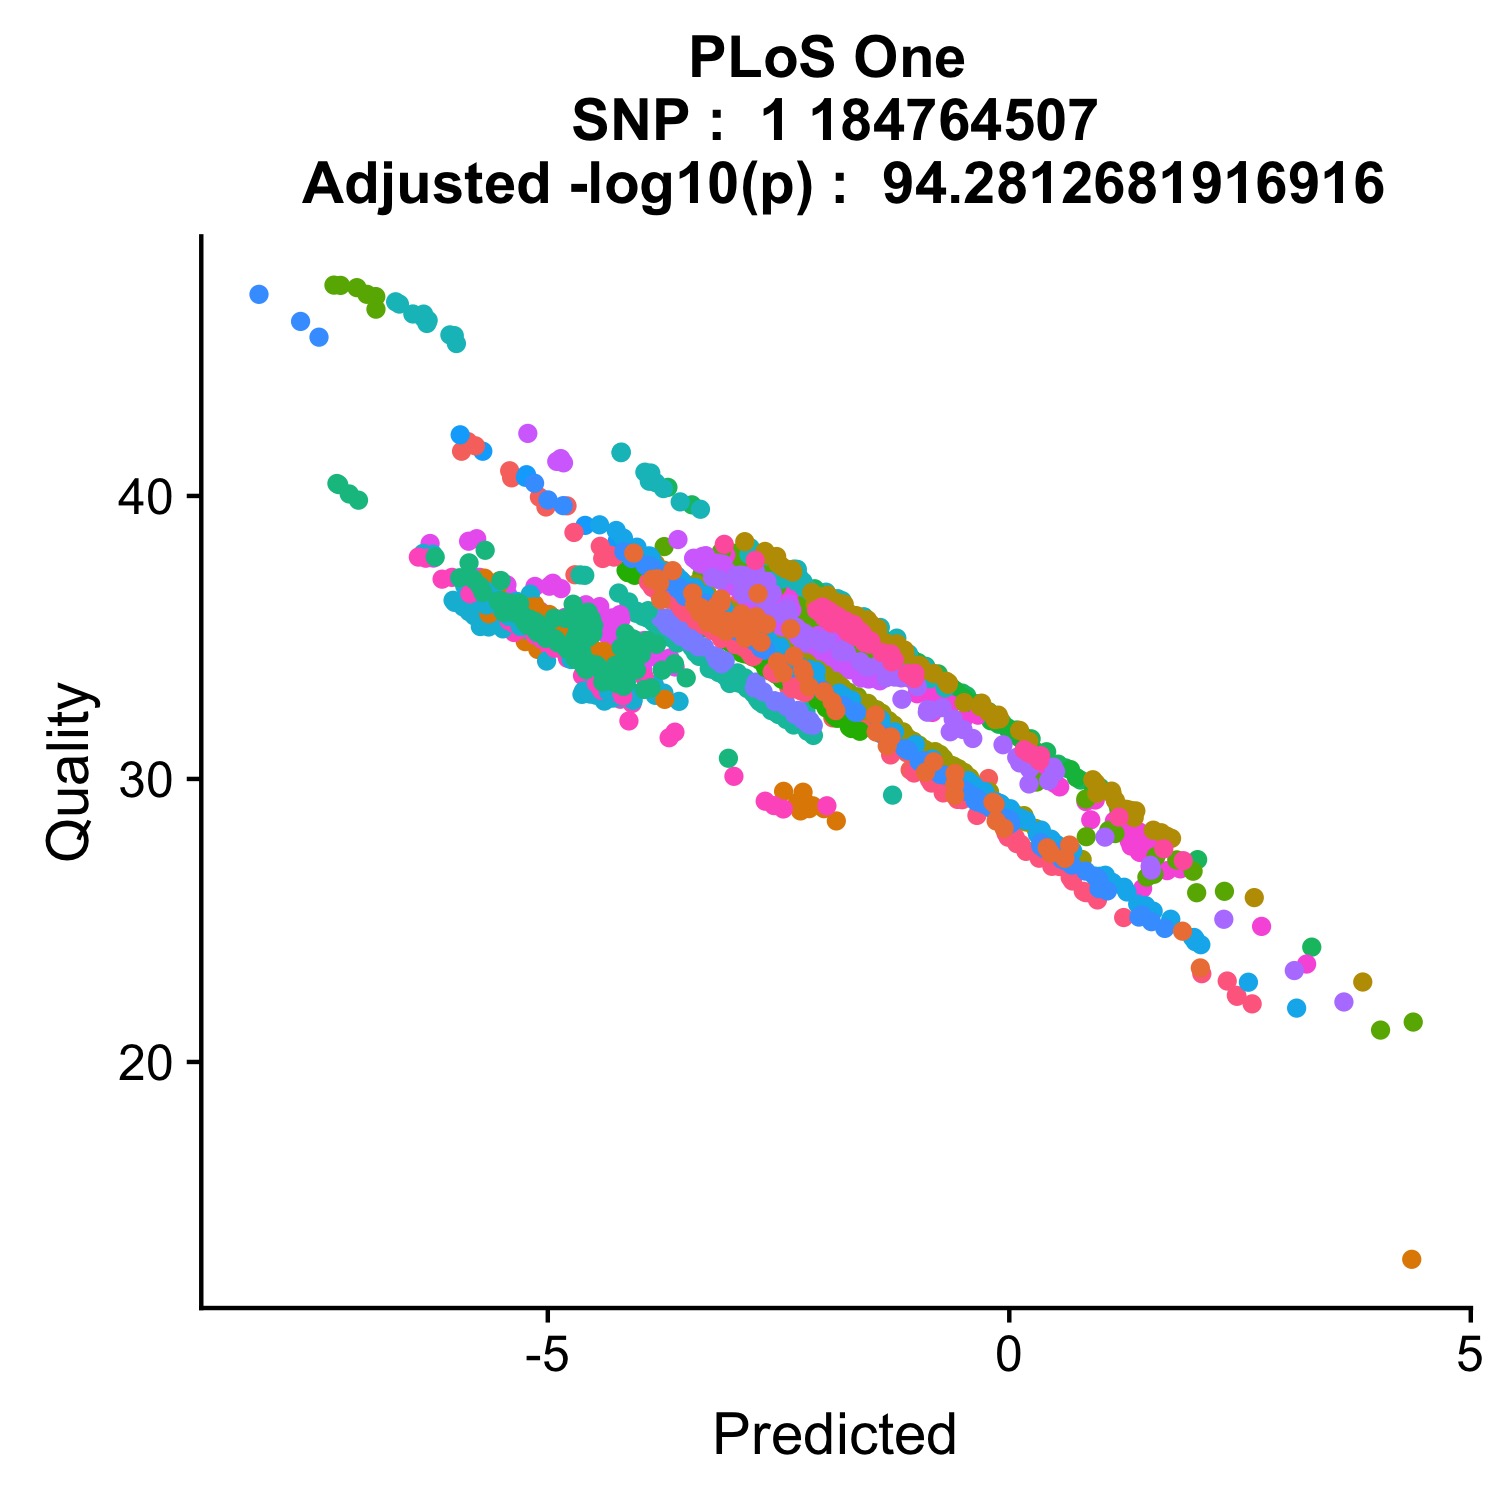 PLoS One
SNP :  1 184764507
Adjusted -log10(p) :  94.2812681916916
Quality
40
30
20
-5
0
5
Predicted